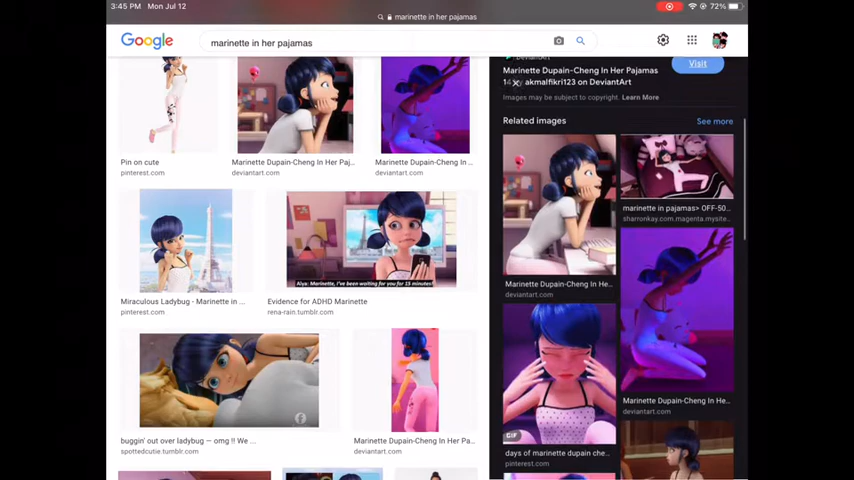 3:45 PM Mon Jul 12
72%
marinette in her pajamas
Google
marinette in her pajamas
Pin on cute
pinterest.com
Marinette Dupain-Cheng In Her Paj...
deviantart.com
Marinette Dupain-Cheng In ...
deviantart.com
Miraculous Ladybug - Marinette in ...
pinterest.com
Alya: Marinette, I've been waiting for you for 15 minutes!
Evidence for ADHD Marinette
rena-rain.tumblr.com
buggin' out over ladybug — omg !! We ...
spottedcutie.tumblr.com
Marinette Dupain-Cheng In Her Pa...
deviantart.com
DeviantArt
Marinette Dupain-Cheng In Her Pajamas
akmalfikri123 on DeviantArt
Visit
Images may be subject to copyright. Learn More
Related images
See more
Marinette Dupain-Cheng In He...
deviantart.com
marinette in pajamas> OFF-50...
sharronkay.com.magenta.mysite...
Marinette Dupain-Cheng In He...
deviantart.com
GIF
days of marinette dupain che...
pinterest.com